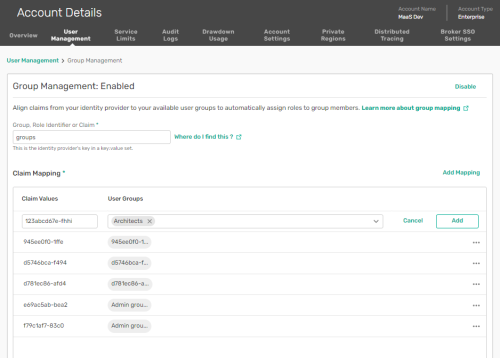 Account Details
Account Name
MaaS Dev
Account Type
Enterprise
Overview
User Management
Service Limits
Audit Logs
Drawdown Usage
Account Settings
Private Regions
Distributed Tracing
Broker SSO Settings
User Management > Group Management
Group Management: Enabled
Disable
Align claims from your identity provider to your available user groups to automatically assign roles to group members. Learn more about group mapping
Group, Role Identifier or Claim *
groups
Where do I find this ?
This is the identity provider's key in a key:value set.
Claim Mapping *
Add Mapping
Claim Values User Groups
123abcd67e-fhhi Architects × Cancel Add
945ee0f0-1ffe 945ee0f0-1... •••
d5746bca-f494 d5746bca-f... •••
d781ec86-afd4 d781ec86-a... •••
e69ac5ab-bea2 Admin grou... •••
f79c1af7-83c0 Admin grou... •••